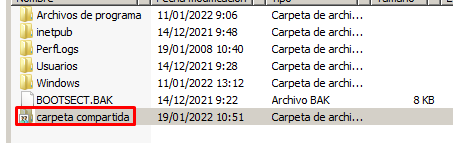 Archivos de programa 11/01/2022 9:06 Carpeta de archi...
inetpub 14/12/2021 9:48 Carpeta de archi...
PerfLogs 19/01/2008 10:40 Carpeta de archi...
Usuarios 14/12/2021 9:28 Carpeta de archi...
Windows 11/01/2022 13:12 Carpeta de archi...
BOOTSECT.BAK 14/12/2021 9:22 Archivo BAK 8 KB
carpeta compartida 19/01/2022 10:51 Carpeta de archi...